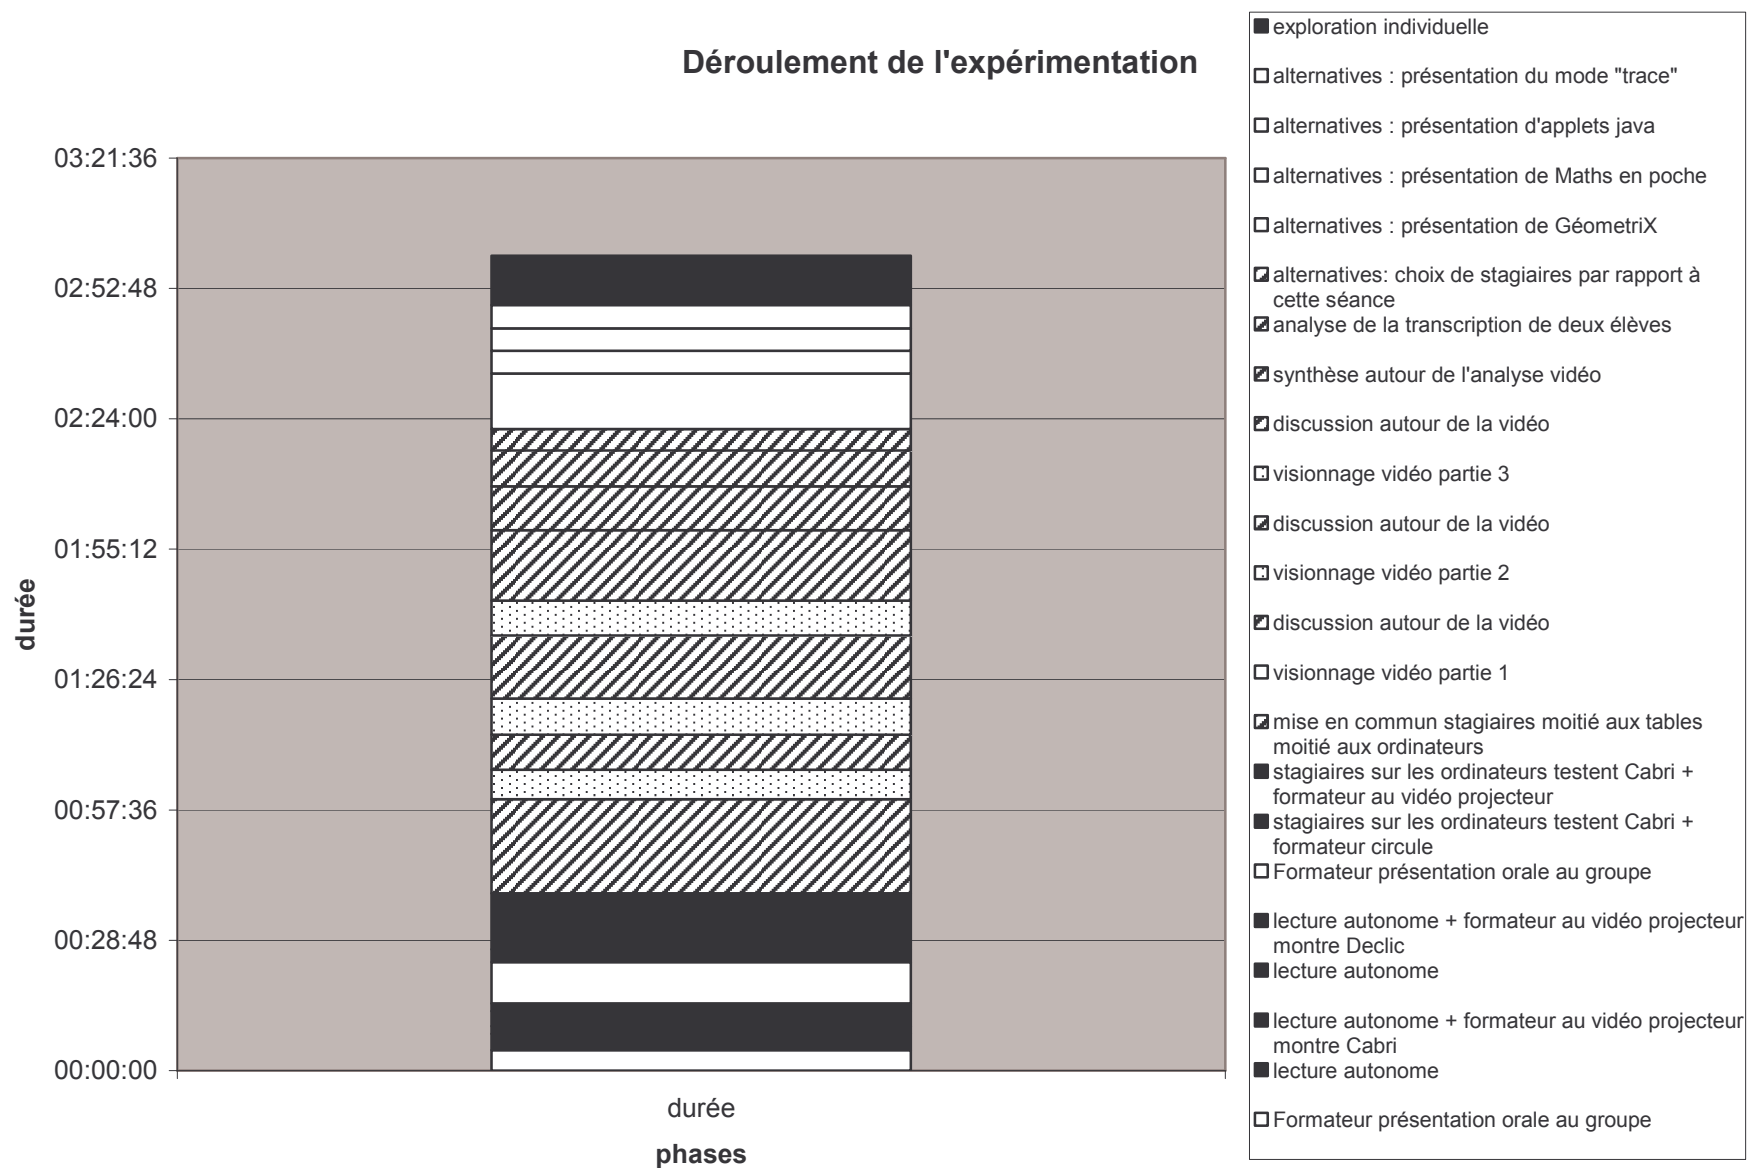 Déroulement de l'expérimentation
03:21:36
02:52:48
02:24:00
01:55:12
01:26:24
00:57:36
00:28:48
00:00:00
durée
durée
phases
exploration individuelle
alternatives : présentation du mode "trace"
alternatives : présentation d'applets java
alternatives : présentation de Maths en poche
alternatives : présentation de GéometriX
alternatives: choix de stagiaires par rapport à
cette séance
analyse de la transcription de deux élèves
synthèse autour de l'analyse vidéo
discussion autour de la vidéo
visionnage vidéo partie 3
discussion autour de la vidéo
visionnage vidéo partie 2
discussion autour de la vidéo
visionnage vidéo partie 1
mise en commun stagiaires moitié aux tables
moitié aux ordinateurs
stagiaires sur les ordinateurs testent Cabri +
formateur au vidéo projecteur
stagiaires sur les ordinateurs testent Cabri +
formateur circule
Formateur présentation orale au groupe
lecture autonome + formateur au vidéo projecteur
montre Declic
lecture autonome
lecture autonome + formateur au vidéo projecteur
montre Cabri
lecture autonome
Formateur présentation orale au groupe